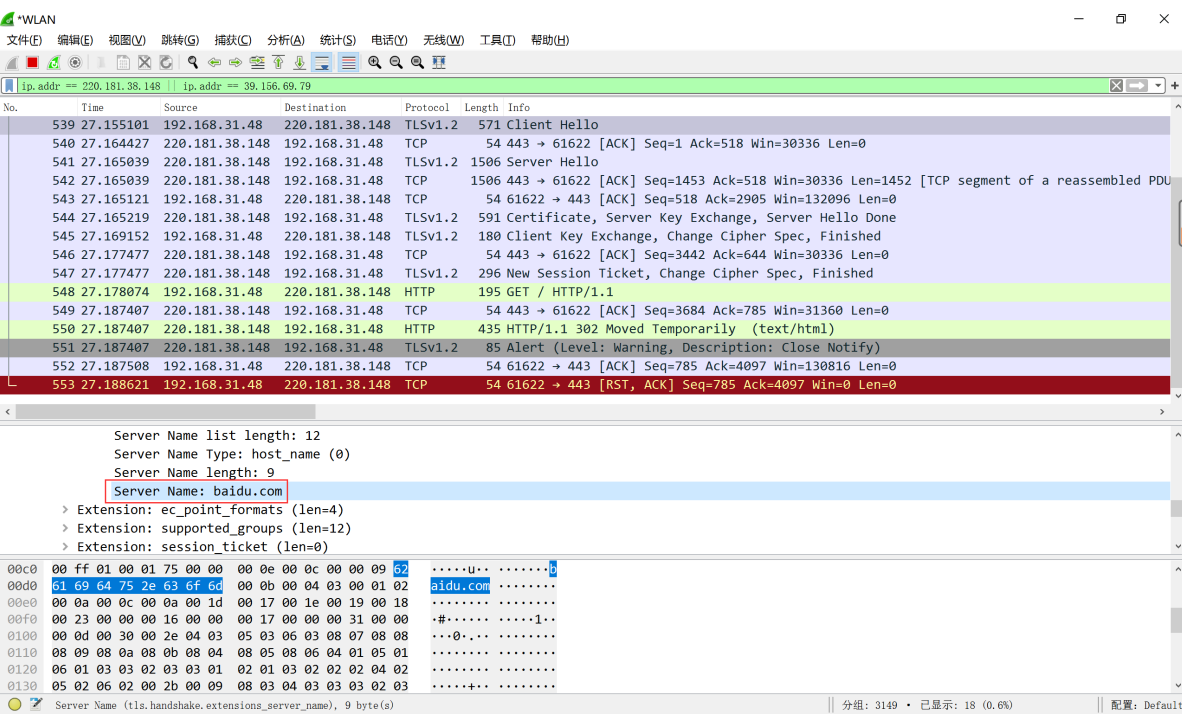 *WLAN
文件(F) 编辑(E) 视图(V) 跳转(G) 捕获(C) 分析(A) 统计(S) 电话(Y) 无线(W) 工具(T) 帮助(H)
ip.addr == 220.181.38.148 || ip.addr == 39.156.69.79
No. Time Source Destination Protocol Length Info
539 27.155101 192.168.31.48 220.181.38.148 TLSv1.2 571 Client Hello
540 27.164427 220.181.38.148 192.168.31.48 TCP 54 443 → 61622 [ACK] Seq=1 Ack=518 Win=30336 Len=0
541 27.165039 220.181.38.148 192.168.31.48 TLSv1.2 1506 Server Hello
542 27.165039 220.181.38.148 192.168.31.48 TCP 1506 443 → 61622 [ACK] Seq=1453 Ack=518 Win=30336 Len=1452 [TCP segment of a reassembled PDU
543 27.165121 192.168.31.48 220.181.38.148 TCP 54 61622 → 443 [ACK] Seq=518 Ack=2905 Win=132096 Len=0
544 27.165219 220.181.38.148 192.168.31.48 TLSv1.2 591 Certificate, Server Key Exchange, Server Hello Done
545 27.169152 192.168.31.48 220.181.38.148 TLSv1.2 180 Client Key Exchange, Change Cipher Spec, Finished
546 27.177477 220.181.38.148 192.168.31.48 TCP 54 443 → 61622 [ACK] Seq=3442 Ack=644 Win=30336 Len=0
547 27.177477 220.181.38.148 192.168.31.48 TLSv1.2 296 New Session Ticket, Change Cipher Spec, Finished
548 27.178074 192.168.31.48 220.181.38.148 HTTP 195 GET / HTTP/1.1
549 27.187407 220.181.38.148 192.168.31.48 TCP 54 443 → 61622 [ACK] Seq=3684 Ack=785 Win=31360 Len=0
550 27.187407 220.181.38.148 192.168.31.48 HTTP 435 HTTP/1.1 302 Moved Temporarily (text/html)
551 27.187407 220.181.38.148 192.168.31.48 TLSv1.2 85 Alert (Level: Warning, Description: Close Notify)
552 27.187508 192.168.31.48 220.181.38.148 TCP 54 61622 → 443 [ACK] Seq=785 Ack=4097 Win=130816 Len=0
553 27.188621 192.168.31.48 220.181.38.148 TCP 54 61622 → 443 [RST, ACK] Seq=785 Ack=4097 Win=0 Len=0
Server Name list length: 12
Server Name Type: host_name (0)
Server Name length: 9
Server Name: baidu.com
Extension: ec_point_formats (len=4)
Extension: supported_groups (len=12)
Extension: session_ticket (len=0)
00c0 00 ff 01 00 01 75 00 00 00 0e 00 0c 00 00 09 62 ·····u·· ·······b
00d0 61 69 64 75 2e 63 6f 6d 00 0b 00 04 03 00 01 02 aidu.com ········
00e0 00 0a 00 0c 00 0a 00 1d 00 17 00 1e 00 19 00 18 ········ ········
00f0 00 23 00 00 00 16 00 00 00 17 00 00 00 31 00 00 ·#······ ·····1··
0100 00 0d 00 30 00 2e 04 03 05 03 06 03 08 07 08 08 ···0·.·· ········
0110 08 09 08 0a 08 0b 08 04 08 05 08 06 04 01 05 01 ········ ········
0120 06 01 03 03 02 03 03 01 02 01 03 02 02 02 04 02 ········ ········
0130 05 02 06 02 00 2b 00 09 08 03 04 03 03 03 02 03 ·····+·· ········
Server Name (tls.handshake.extensions_server_name), 9 byte(s) 分组: 3149 · 已显示: 18 (0.6%) 配置: Default